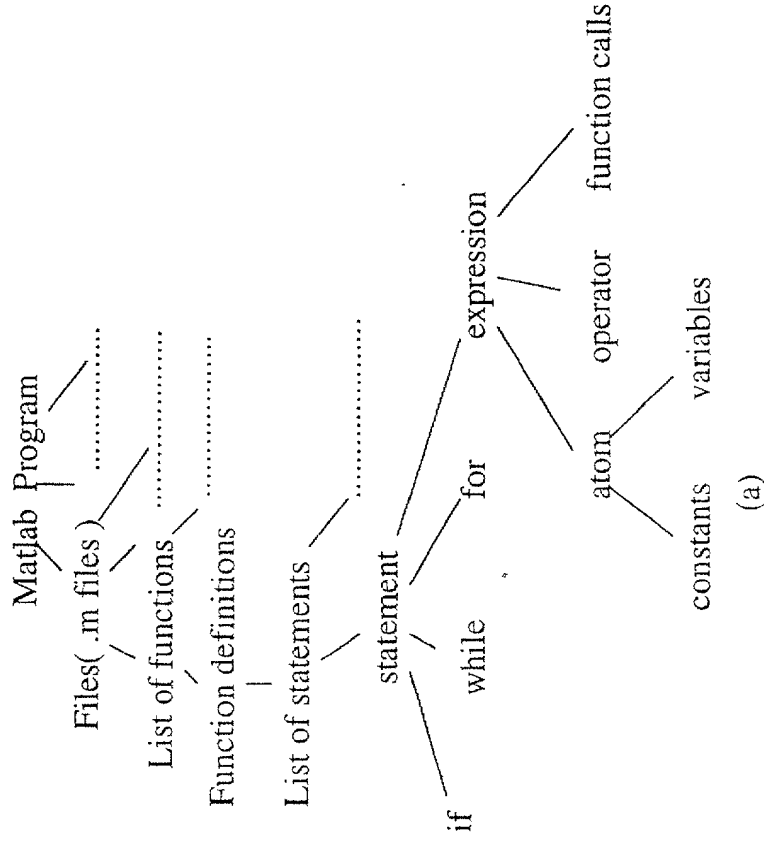 Matlab Program
Files( .m files )
List of functions
Function definitions
List of statements
statement
if while for expression
atom operator function calls
constants variables
(a)